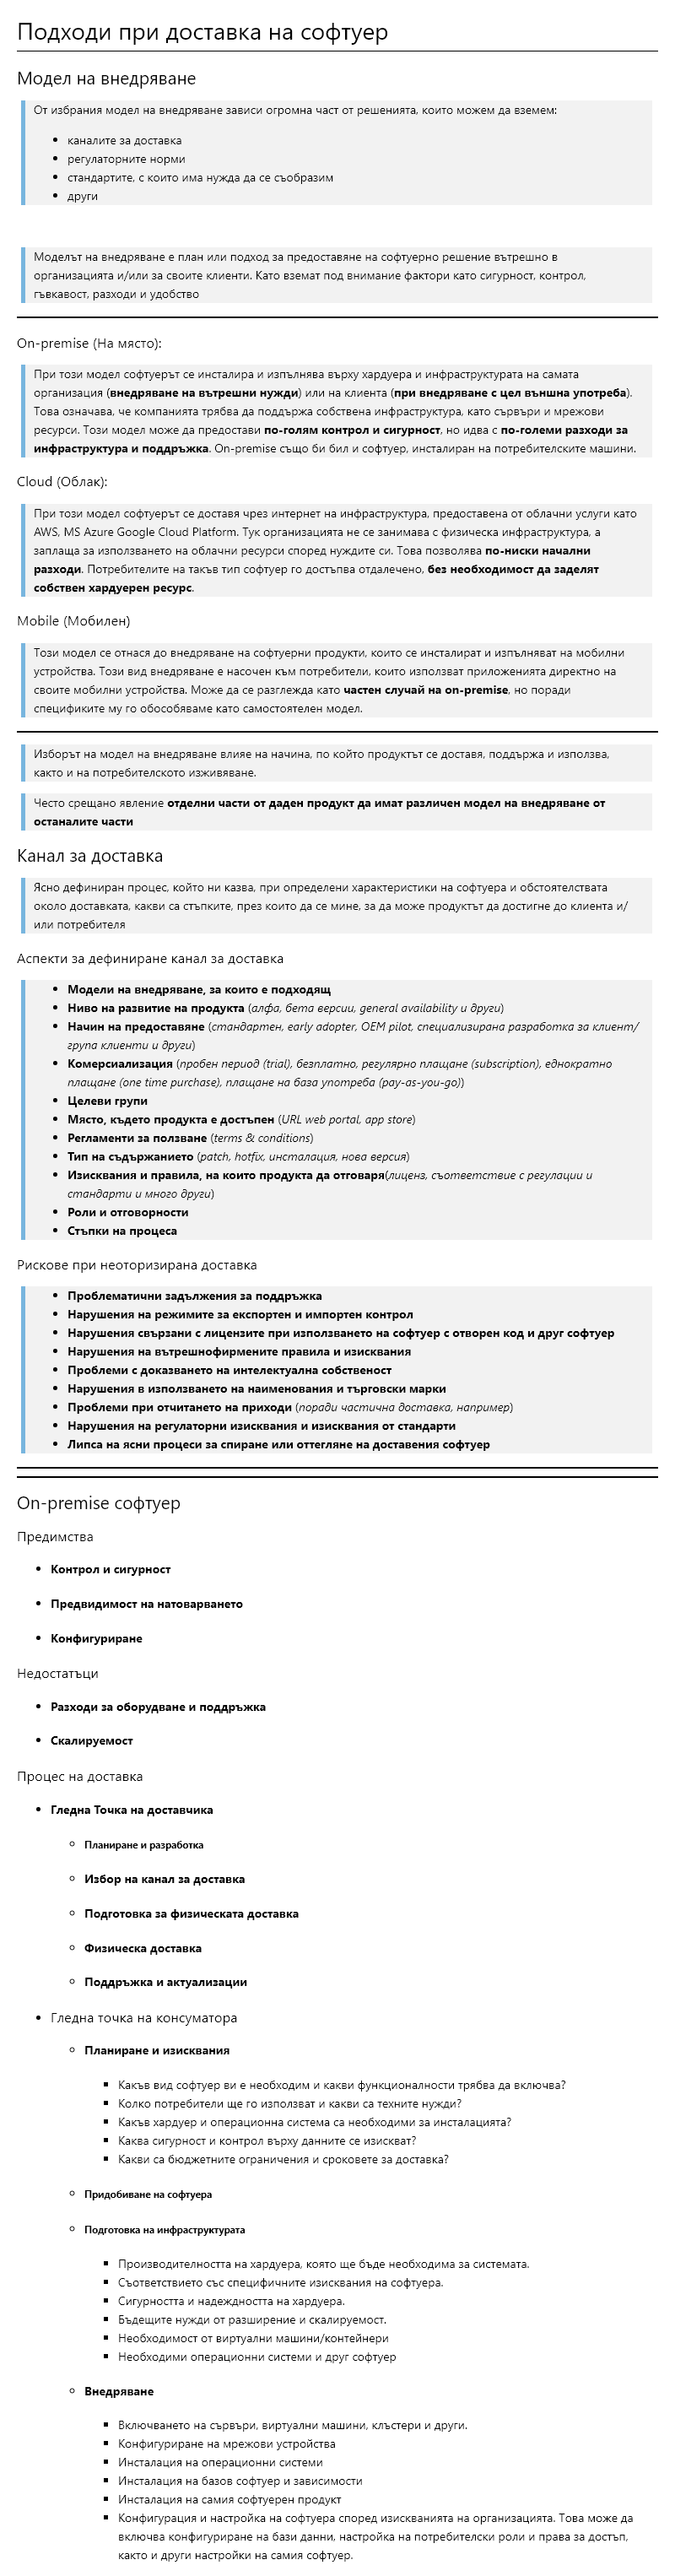 Подходи при доставка на софтуер
Модел на внедряване
От избрания модел на внедряване зависи огромна част от решенията, които можем да вземем:
каналите за доставка
регулаторните норми
стандартите, с които има нужда да се съобразим
други
Моделът на внедряване е план или подход за предоставяне на софтуерно решение вътрешно в
организацията и/или за своите клиенти. Като вземат под внимание фактори като сигурност, контрол,
гъвкавост, разходи и удобство
On-premise (На място):
При този модел софтуерът се инсталира и изпълнява върху хардуера и инфраструктурата на самата
организация (внедряване на вътрешни нужди) или на клиента (при внедряване с цел външна употреба).
Това означава, че компанията трябва да поддържа собствена инфраструктура, като сървъри и мрежови
ресурси. Този модел може да предостави по-голям контрол и сигурност, но идва с по-големи разходи за
инфраструктура и поддръжка. On-premise също би бил и софтуер, инсталиран на потребителските машини.
Cloud (Облак):
При този модел софтуерът се доставя чрез интернет на инфраструктура, предоставена от облачни услуги като
AWS, MS Azure Google Cloud Platform. Тук организацията не се занимава с физическа инфраструктура, а
заплаща за използването на облачни ресурси според нуждите си. Това позволява по-ниски начални
разходи. Потребителите на такъв тип софтуер го достъпва отдалечено, без необходимост да заделят
собствен хардуерен ресурс.
Mobile (Мобилен)
Този модел се отнася до внедряване на софтуерни продукти, които се инсталират и изпълняват на мобилни
устройства. Този вид внедряване е насочен към потребители, които използват приложенията директно на
своите мобилни устройства. Може да се разглежда като частен случай на on-premise, но поради
спецификите му го обособяваме като самостоятелен модел.
Изборът на модел на внедряване влияе на начина, по който продуктът се доставя, поддържа и използва,
както и на потребителското изживяване.
Често срещано явление отделни части от даден продукт да имат различен модел на внедряване от
останалите части
Канал за доставка
Ясно дефиниран процес, който ни казва, при определени характеристики на софтуера и обстоятелствата
около доставката, какви са стъпките, през които да се мине, за да може продуктът да достигне до клиента и/
или потребителя
Аспекти за дефиниране канал за доставка
Модели на внедряване, за които е подходящ
Ниво на развитие на продукта (алфа, бета версии, general availability и други)
Начин на предоставяне (стандартен, early adopter, OEM pilot, специализирана разработка за клиент/
група клиенти и други)
Комерсиализация (пробен период (trial), безплатно, регулярно плащане (subscription), еднократно
плащане (one time purchase), плащане на база употреба (pay-as-you-go))
Целеви групи
Място, където продукта е достъпен (URL web portal, app store)
Регламенти за ползване (terms & conditions)
Тип на съдържанието (patch, hotfix, инсталация, нова версия)
Изисквания и правила, на които продукта да отговаря(лиценз, съответствие с регулации и
стандарти и много други)
Роли и отговорности
Стъпки на процеса
Рискове при неоторизирана доставка
Проблематични задължения за поддръжка
Нарушения на режимите за експортен и импортен контрол
Нарушения свързани с лицензите при използването на софтуер с отворен код и друг софтуер
Нарушения на вътрешнофирмените правила и изисквания
Проблеми с доказването на интелектуална собственост
Нарушения в използването на наименования и търговски марки
Проблеми при отчитането на приходи (поради частична доставка, например)
Нарушения на регулаторни изисквания и изисквания от стандарти
Липса на ясни процеси за спиране или оттегляне на доставения софтуер
On-premise софтуер
Предимства
Контрол и сигурност
Предвидимост на натоварването
Конфигуриране
Недостатъци
Разходи за оборудване и поддръжка
Скалируемост
Процес на доставка
Гледна Точка на доставчика
Планиране и разработка
Избор на канал за доставка
Подготовка за физическата доставка
Физическа доставка
Поддръжка и актуализации
Гледна точка на консуматора
Планиране и изисквания
Какъв вид софтуер ви е необходим и какви функционалности трябва да включва?
Колко потребители ще го използват и какви са техните нужди?
Какъв хардуер и операционна система са необходими за инсталацията?
Каква сигурност и контрол върху данните се изискват?
Какви са бюджетните ограничения и сроковете за доставка?
Придобиване на софтуера
Подготовка на инфраструктурата
Производителността на хардуера, която ще бъде необходима за системата.
Съответствието със специфичните изисквания на софтуера.
Сигурността и надеждността на хардуера.
Бъдещите нужди от разширение и скалируемост.
Необходимост от виртуални машини/контейнери
Необходими операционни системи и друг софтуер
Внедряване
Включването на сървъри, виртуални машини, клъстери и други.
Конфигуриране на мрежови устройства
Инсталация на операционни системи
Инсталация на базов софтуер и зависимости
Инсталация на самия софтуерен продукт
Конфигурация и настройка на софтуера според изискванията на организацията. Това може да
включва конфигуриране на бази данни, настройка на потребителски роли и права за достъп,
както и други настройки на самия софтуер.